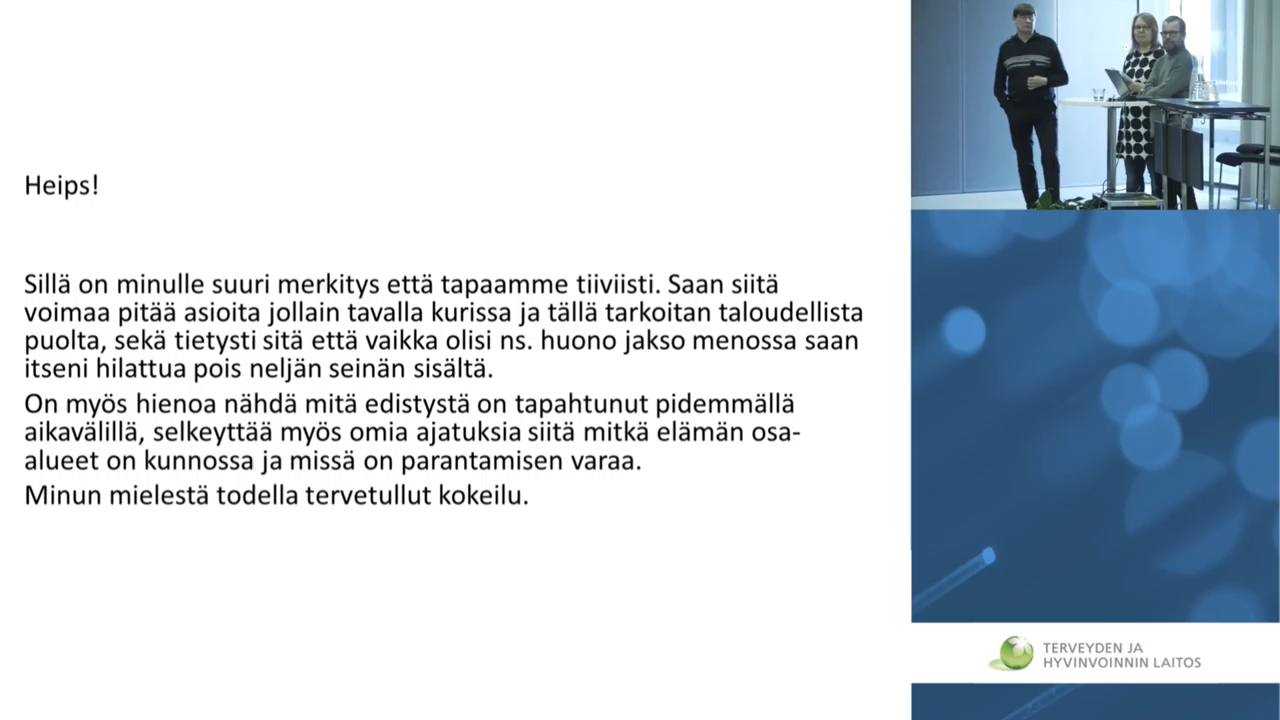 Heips!
Sillä on minulle suuri merkitys että tapaamme tiiviisti. Saan siitä
voimaa pitää asioita jollain tavalla kurissa ja tällä tarkoitan taloudellista
puolta, sekä tietysti sitä että vaikka olisi ns. huono jakso menossa saan
itseni hilattua pois neljän seinän sisältä.
On myös hienoa nähdä mitä edistystä on tapahtunut pidemmällä
aikavälillä, selkeyttää myös omia ajatuksia siitä mitkä elämän osa-
alueet on kunnossa ja missä on parantamisen varaa.
Minun mielestä todella tervetullut kokeilu.
TERVEYDEN JA
HYVINVOINNIN LAITOS